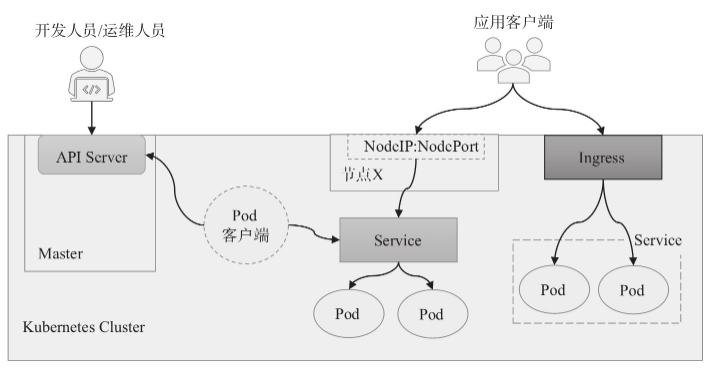 开发人员/运维人员
应用客户端
</>
API Server
NodeIP:NodePort
Ingress
节点X
Pod
客户端
Service
Service
Master
Pod
Pod
Pod
Pod
Kubernetes Cluster